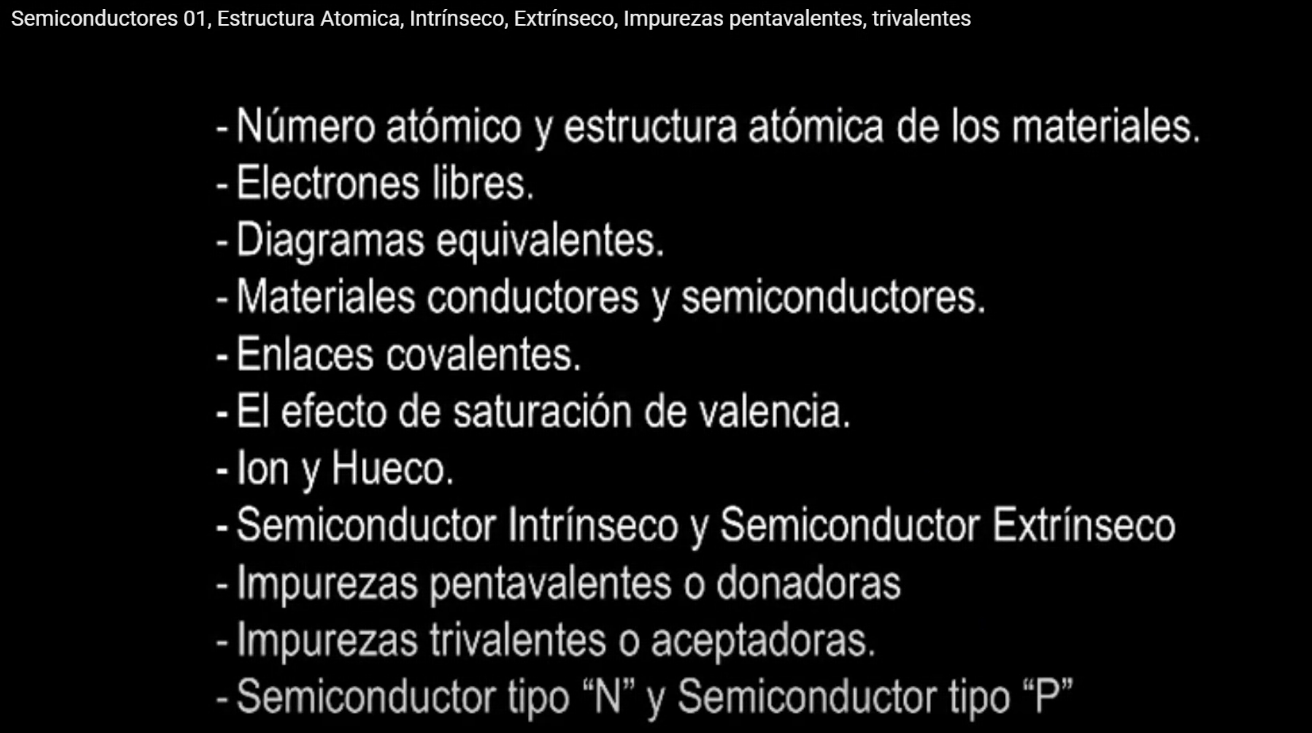 Semiconductores 01, Estructura Atomica, Intrínseco, Extrínseco, Impurezas pentavalentes, trivalentes
- Número atómico y estructura atómica de los materiales.
- Electrones libres.
- Diagramas equivalentes.
- Materiales conductores y semiconductores.
- Enlaces covalentes.
- El efecto de saturación de valencia.
- Ion y Hueco.
- Semiconductor Intrínseco y Semiconductor Extrínseco
- Impurezas pentavalentes o donadoras
- Impurezas trivalentes o aceptadoras.
- Semiconductor tipo “N” y Semiconductor tipo “P”